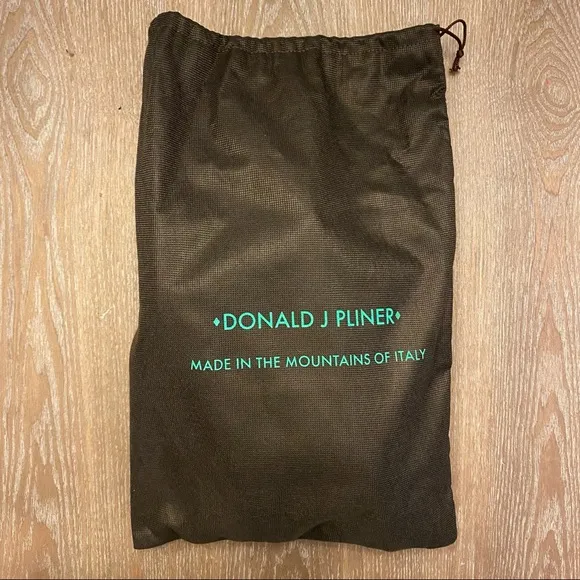 ♦DONALD J PLINER♦
MADE IN THE MOUNTAINS OF ITALY